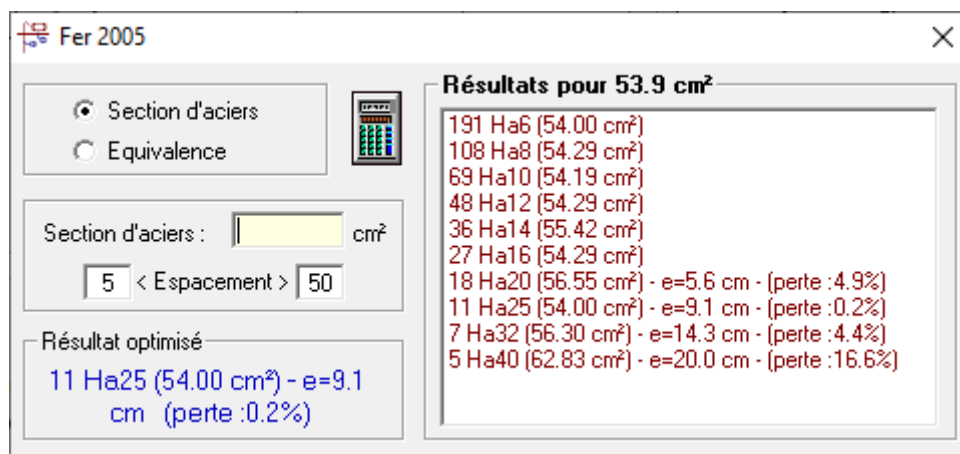 Fer 2005
Section d'aciers
Equivalence
Section d'aciers : cm²
5 < Espacement > 50
Résultat optimisé
11 Ha25 (54.00 cm²) - e=9.1
cm (perte :0.2%)
Résultats pour 53.9 cm²
191 Ha6 (54.00 cm²)
108 Ha8 (54.29 cm²)
69 Ha10 (54.19 cm²)
48 Ha12 (54.29 cm²)
36 Ha14 (55.42 cm²)
27 Ha16 (54.29 cm²)
18 Ha20 (56.55 cm²) - e=5.6 cm - (perte :4.9%)
11 Ha25 (54.00 cm²) - e=9.1 cm - (perte :0.2%)
7 Ha32 (56.30 cm²) - e=14.3 cm - (perte :4.4%)
5 Ha40 (62.83 cm²) - e=20.0 cm - (perte :16.6%)